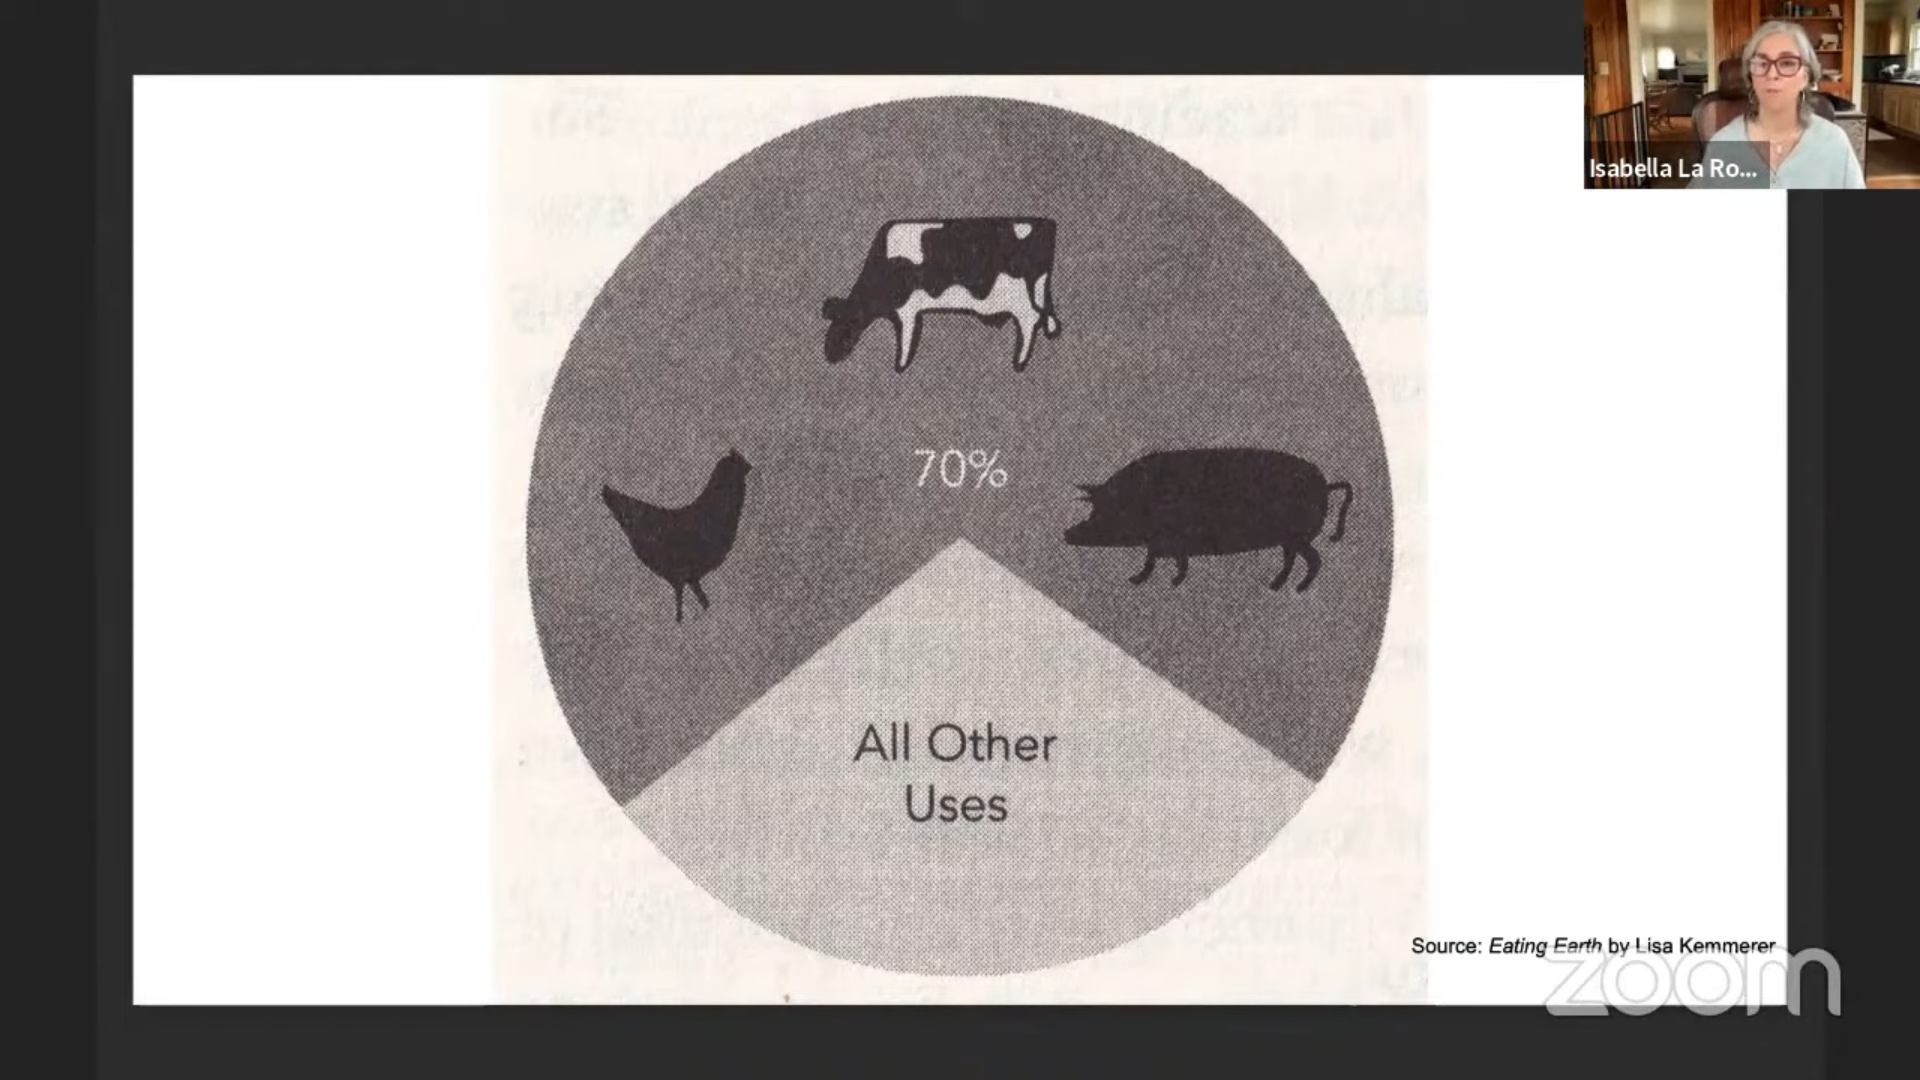 Isabella La Ro...
70%
All Other
Uses
Source: Eating Earth by Lisa Kemmerer
zoom